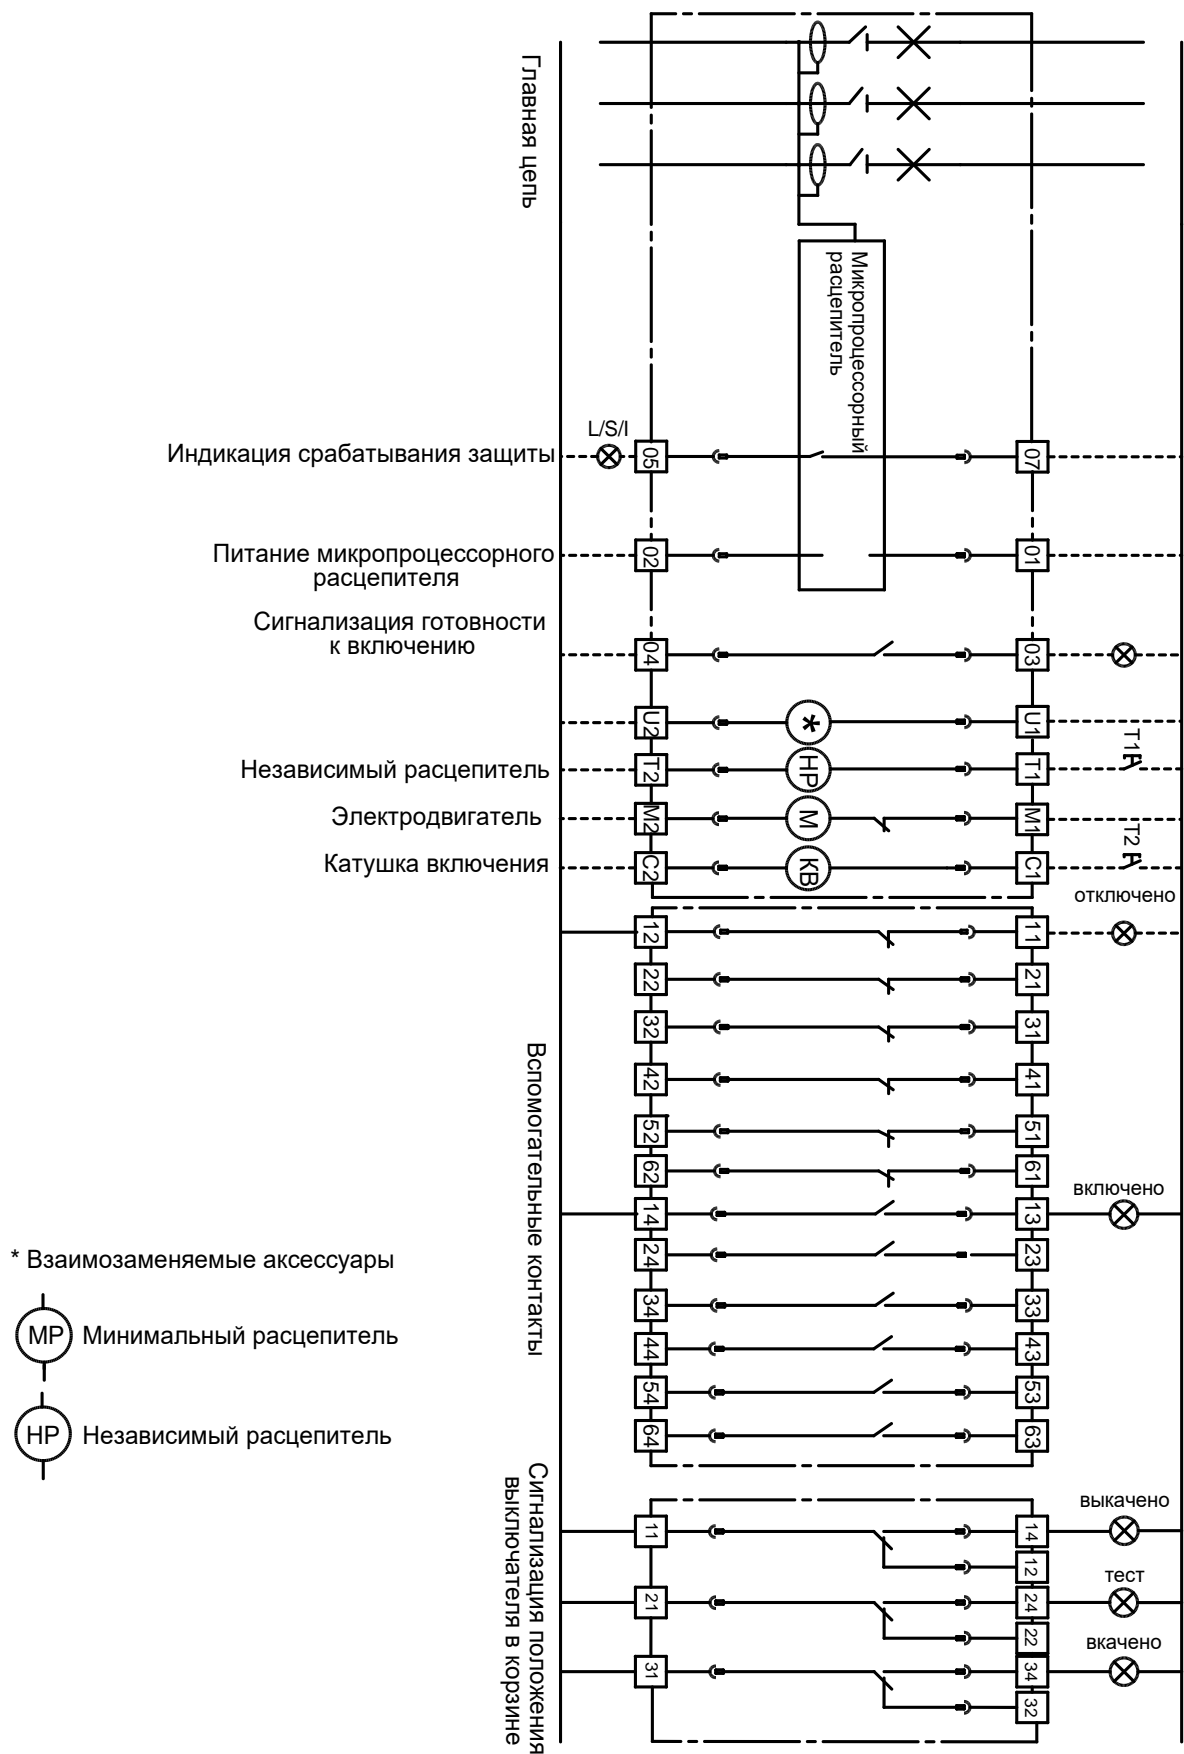 Главная цепь
Микропроцессорный
расцепитель
L/S/I
Индикация срабатывания защиты
05
07
Питание микропроцессорного
расцепителя
02
01
Сигнализация готовности
к включению
04
03
U2
*
U1
Независимый расцепитель
T2
НР
T1
T1
Электродвигатель
M2
М
M1
T2
Катушка включения
C2
КВ
C1
отключено
12
11
22
21
32
31
42
41
52
51
62
61
включено
14
13
24
23
34
33
44
43
54
53
64
63
Вспомогательные контакты
* Взаимозаменяемые аксессуары
МР
Минимальный расцепитель
НР
Независимый расцепитель
Сигнализация положения
выключателя в корзине
выкачено
11
14
12
тест
21
24
22
вкачено
31
34
32